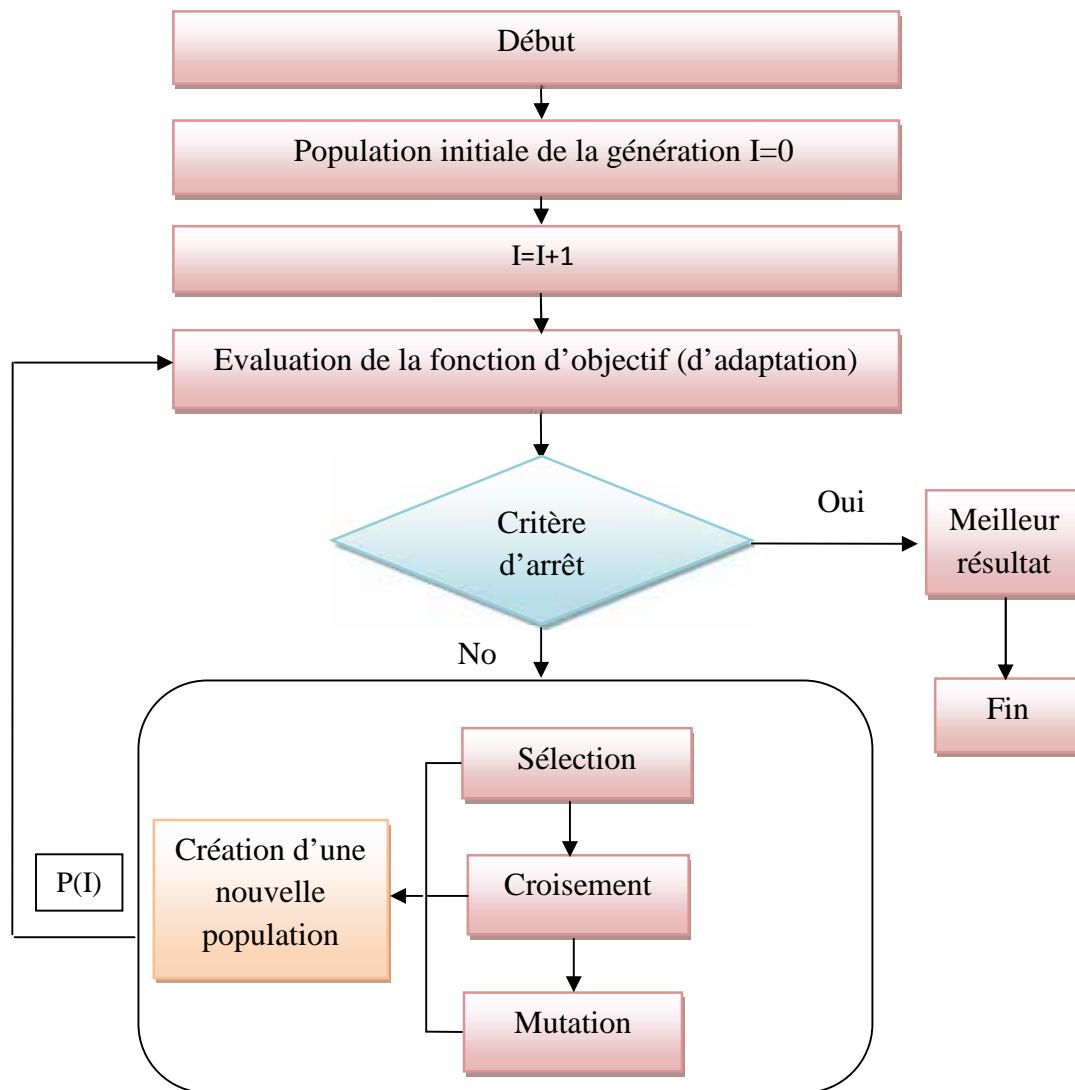 Début
Population initiale de la génération I=0
I=I+1
Evaluation de la fonction d’objectif (d’adaptation)
Critère
d’arrêt
Oui
Meilleur
résultat
Fin
No
Sélection
Croisement
Mutation
Création d’une
nouvelle
population
P(I)